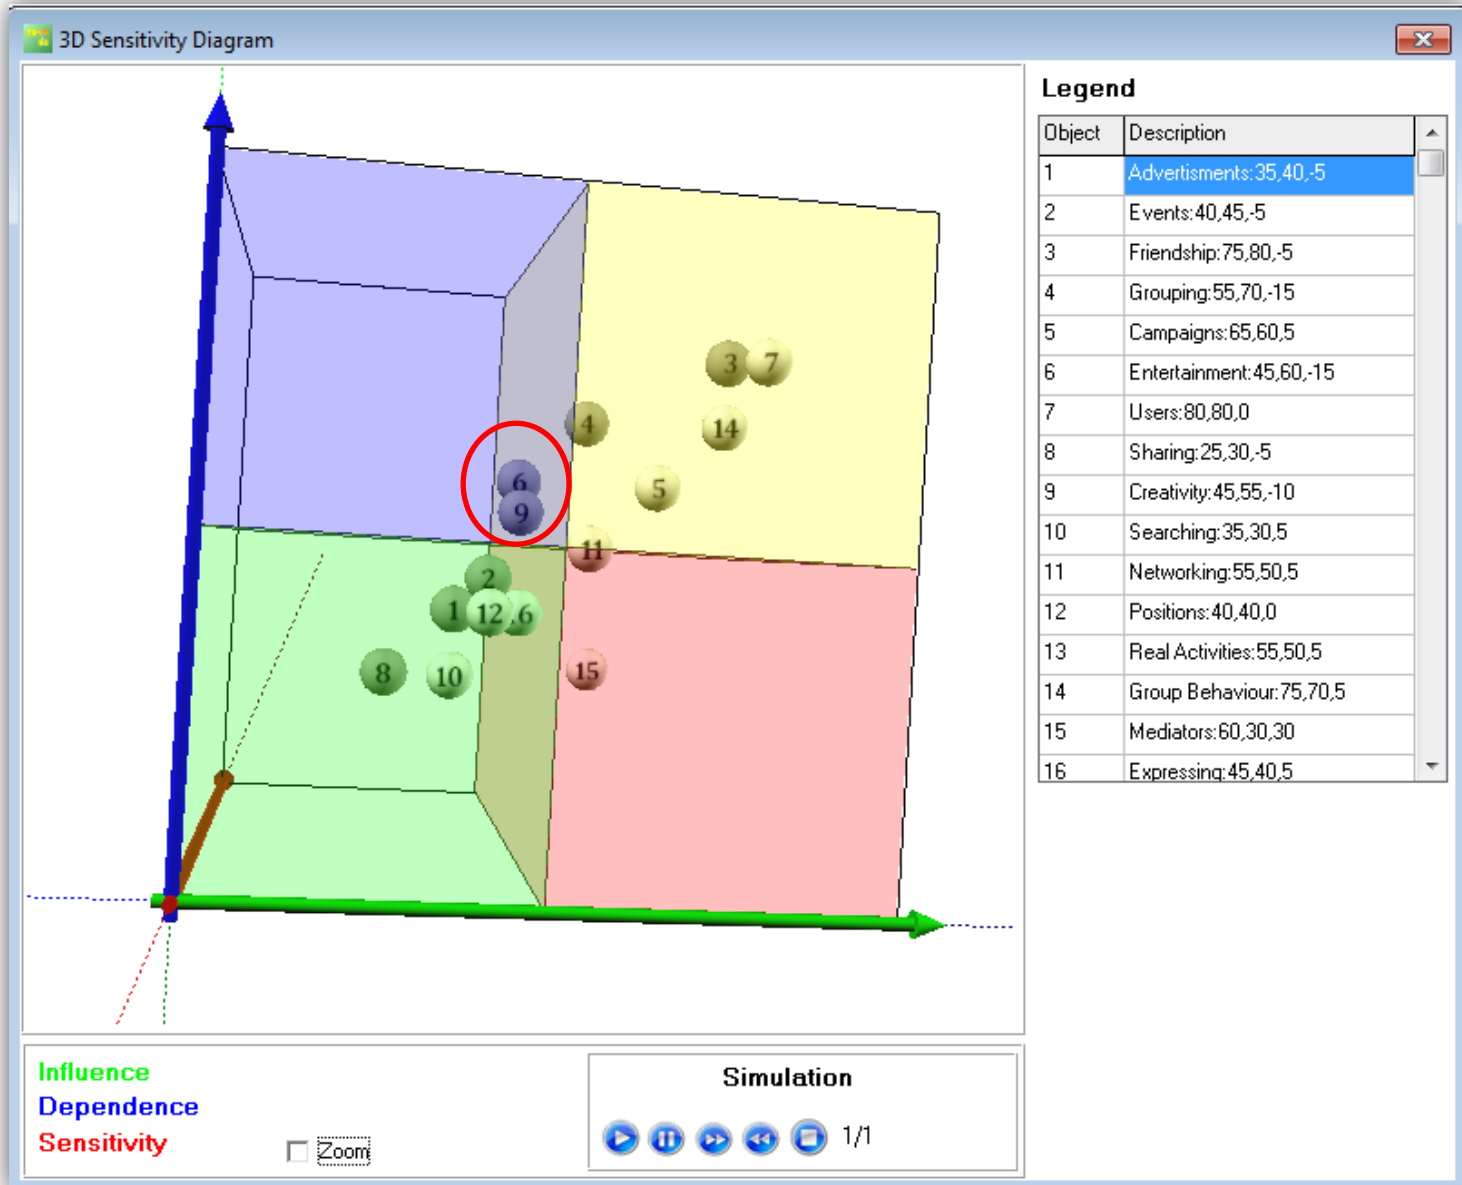 3D Sensitivity Diagram
Legend
Object Description
1 Advertisments:35,40,-5
2 Events:40,45,-5
3 Friendship:75,80,-5
4 Grouping:55,70,-15
5 Campaigns:65,60,5
6 Entertainment:45,60,-15
7 Users:80,80,0
8 Sharing:25,30,-5
9 Creativity:45,55,-10
10 Searching:35,30,5
11 Networking:55,50,5
12 Positions:40,40,0
13 Real Activities:55,50,5
14 Group Behaviour:75,70,5
15 Mediators:60,30,30
16 Expressing:45,40,5
3 7
4 14
6 5
9
11
2
1 12 .6
8 10 15
Influence
Dependence
Sensitivity
Zoom
Simulation
1/1